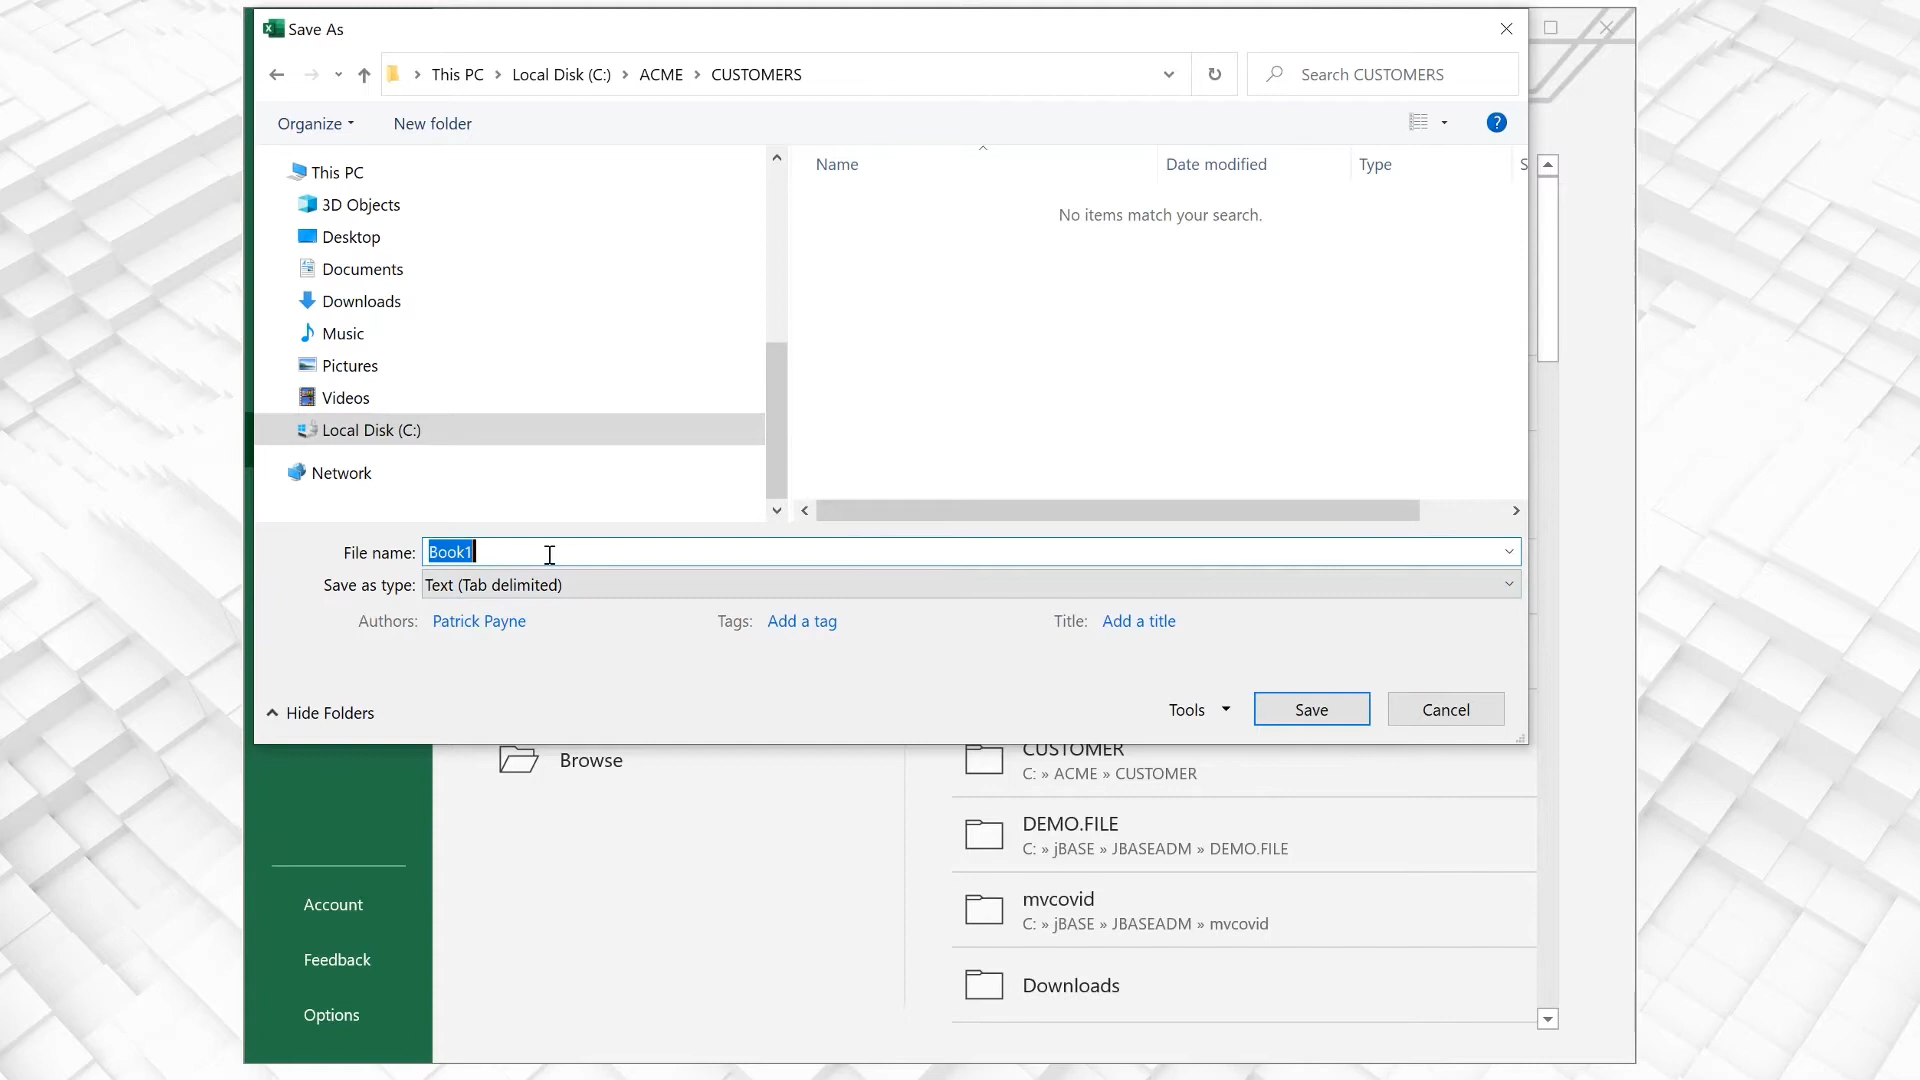 Save As
This PC > Local Disk (C:) > ACME > CUSTOMERS
Search CUSTOMERS
Organize
New folder
?
Name
Date modified
Type
S
No items match your search.
This PC
3D Objects
Desktop
Documents
Downloads
Music
Pictures
Videos
Local Disk (C:)
Network
File name: Book1
Save as type: Text (Tab delimited)
Authors: Patrick Payne
Tags: Add a tag
Title: Add a title
Hide Folders
Tools
Save
Cancel
Browse
CUSTOMER
C: » ACME » CUSTOMER
DEMO.FILE
C: » jBASE » JBASEADM » DEMO.FILE
mvcovid
C: » jBASE » JBASEADM » mvcovid
Downloads
Account
Feedback
Options